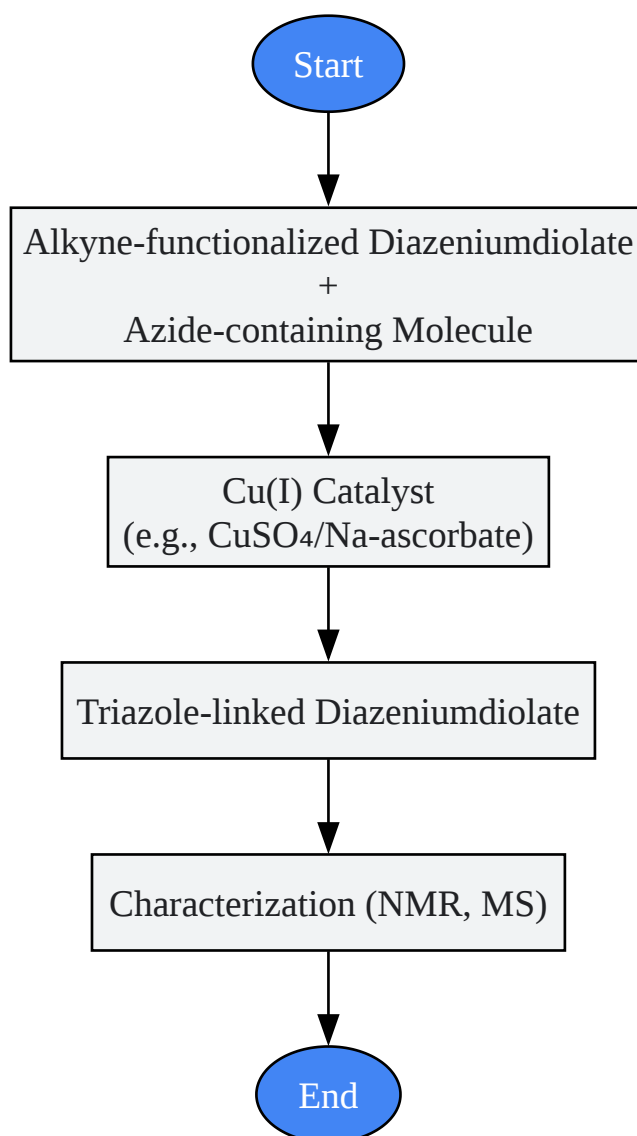 Start
Alkyne-functionalized Diazeniumdiolate
+
Azide-containing Molecule
Cu(I) Catalyst
(e.g., CuSO₄/Na-ascorbate)
Triazole-linked Diazeniumdiolate
Characterization (NMR, MS)
End